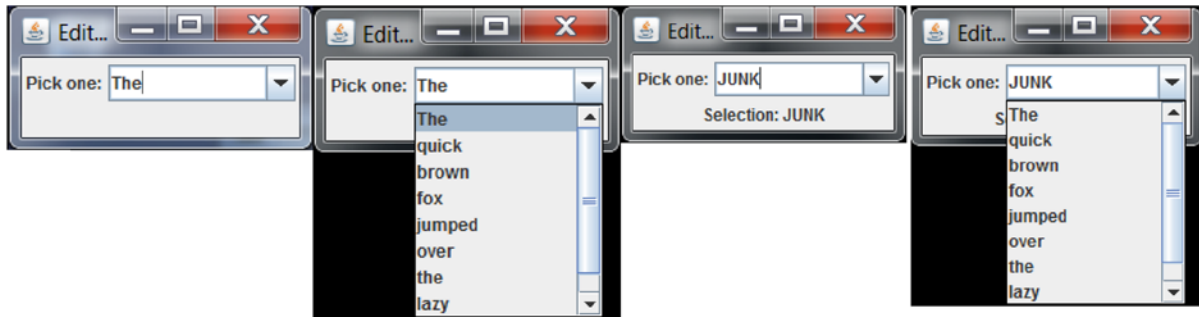 Edit...
Pick one: The
Edit...
Pick one: The
The
quick
brown
fox
jumped
over
the
lazy
Edit...
Pick one: JUNK
Selection: JUNK
Edit...
Pick one: JUNK
S
The
quick
brown
fox
jumped
over
the
lazy